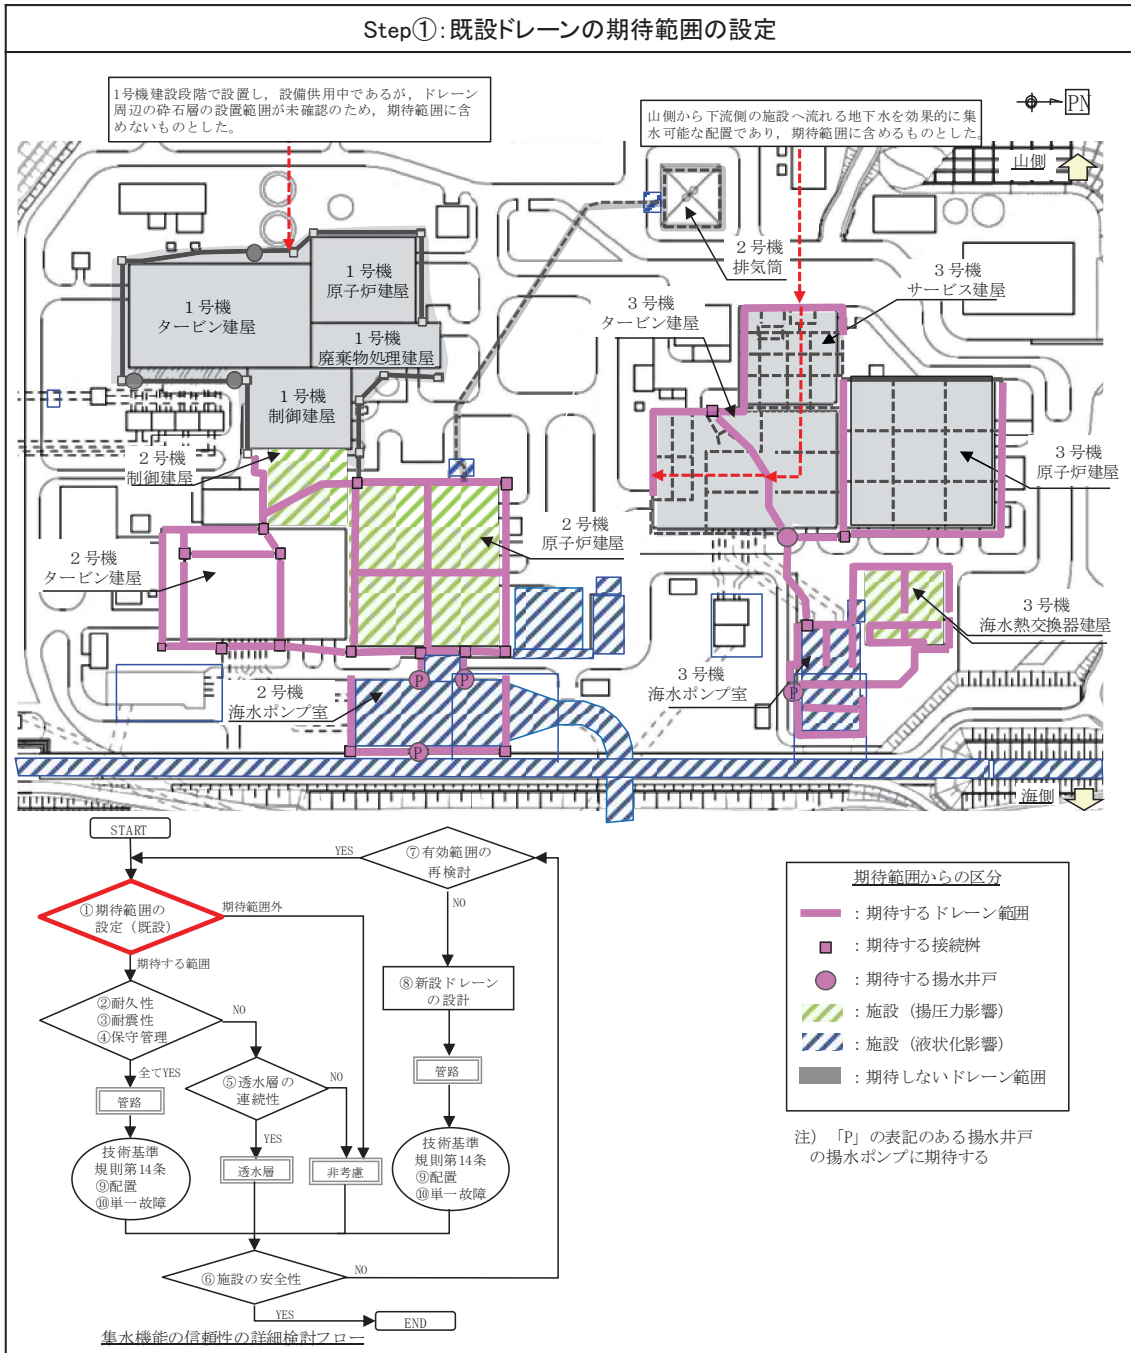 Step①：既設ドレーンの期待範囲の設定
1号機建設段階で設置し，設備供用中であるが，ドレーン
周辺の砕石層の設置範囲が未確認のため，期待範囲に含
めないものとした。
山側から下流側の施設へ流れる地下水を効果的に集
水可能な配置であり，期待範囲に含めるものとした。
PN
山側
2号機
排気筒
3号機
サービス建屋
1号機
原子炉建屋
1号機
タービン建屋
3号機
タービン建屋
1号機
廃棄物処理建屋
1号機
制御建屋
2号機
制御建屋
3号機
原子炉建屋
2号機
原子炉建屋
2号機
タービン建屋
3号機
海水熱交換器建屋
3号機
海水ポンプ室
2号機
海水ポンプ室
P
P
P
P
海側
START
YES
⑦有効範囲の
再検討
①期待範囲の
設定（既設）
期待範囲外
NO
期待する範囲
⑧新設ドレーン
の設計
②耐久性
③耐震性
④保守管理
NO
全てYES
管路
⑤透水層の
連続性
NO
管路
YES
技術基準
規則第14条
⑨配置
⑩単一故障
透水層
非考慮
技術基準
規則第14条
⑨配置
⑩単一故障
⑥施設の安全性
NO
YES
END
集水機能の信頼性の詳細検討フロー
期待範囲からの区分
：期待するドレーン範囲
：期待する接続桝
：期待する揚水井戸
：施設（揚圧力影響）
：施設（液状化影響）
：期待しないドレーン範囲
注）「P」の表記のある揚水井戸
の揚水ポンプに期待する